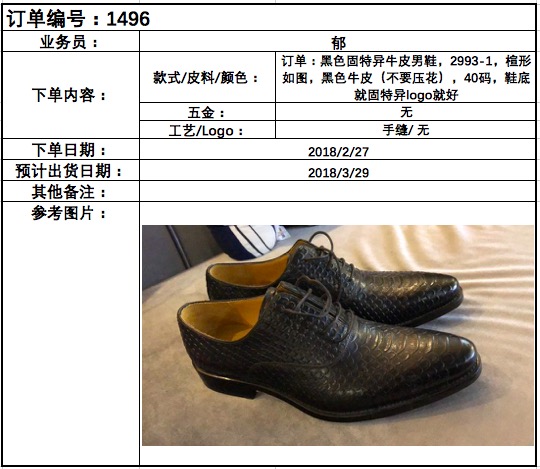 订单编号：1496
业务员：
郁
下单内容：
款式/皮料/颜色：
订单：黑色固特异牛皮男鞋，2993-1，楦形
如图，黑色牛皮（不要压花），40码，鞋底
就固特异logo就好
五金：
无
工艺/Logo：
手缝/ 无
下单日期：
2018/2/27
预计出货日期：
2018/3/29
其他备注：
参考图片：